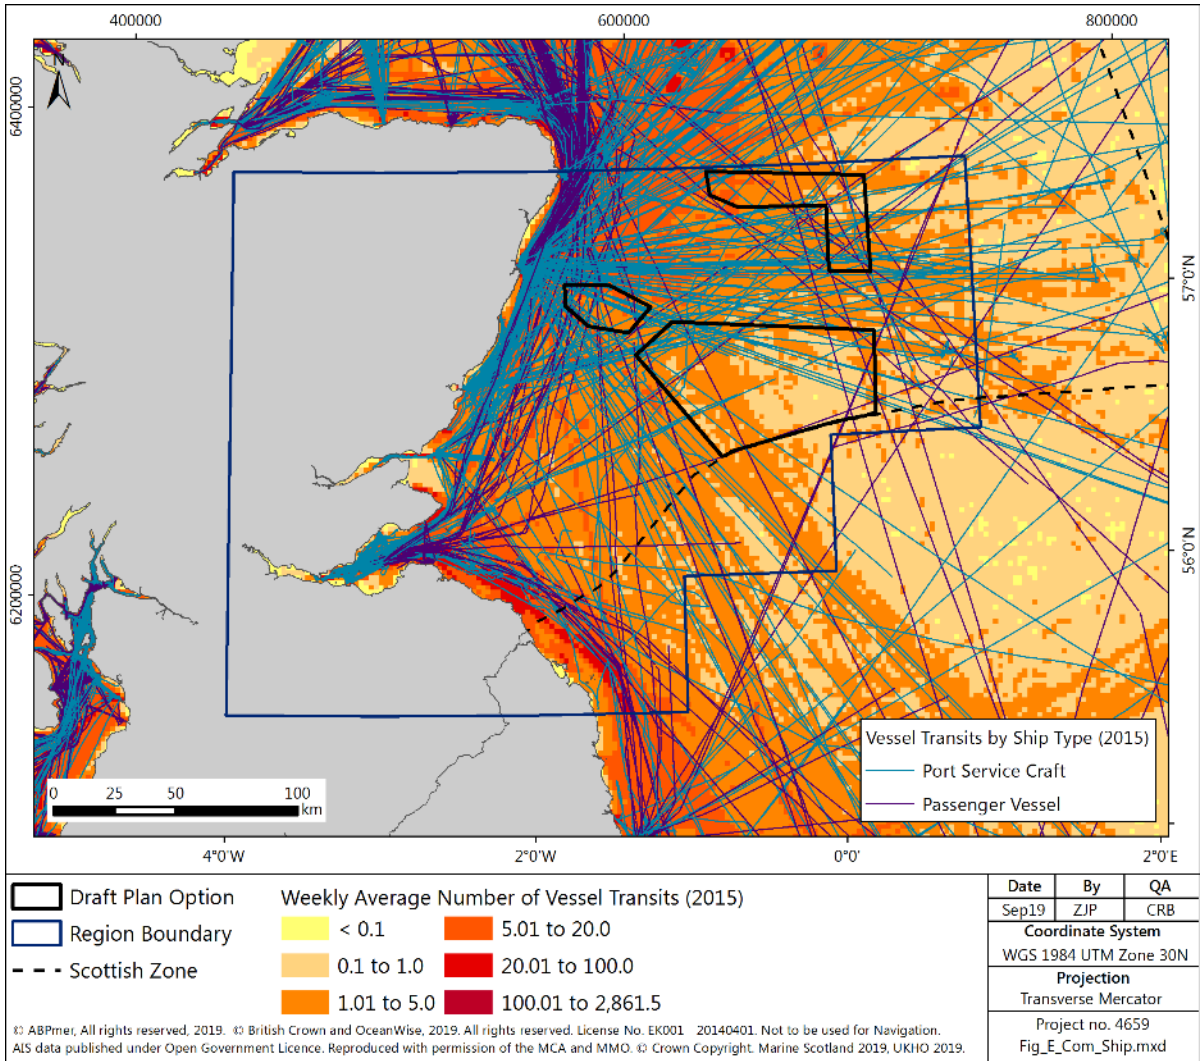 400000
600000
800000
6400000
6200000
57°0'N
56°0'N
Vessel Transits by Ship Type (2015)
Port Service Craft
Passenger Vessel
0 25 50 100
km
4°0'W
2°0'W
0°0'
2°0'E
Draft Plan Option
Region Boundary
Scottish Zone
Weekly Average Number of Vessel Transits (2015)
< 0.1
0.1 to 1.0
1.01 to 5.0
5.01 to 20.0
20.01 to 100.0
100.01 to 2,861.5
Date By QA
Sep19 ZJP CRB
Coordinate System
WGS 1984 UTM Zone 30N
Projection
Transverse Mercator
Project no. 4659
Fig_E_Com_Ship.mxd
© ABPmer, All rights reserved, 2019. © British Crown and OceanWise, 2019. All rights reserved. License No. EK001 20140401. Not to be used for Navigation.
AIS data published under Open Government Licence. Reproduced with permission of the MCA and MMO. © Crown Copyright. Marine Scotland 2019, UKHO 2019.